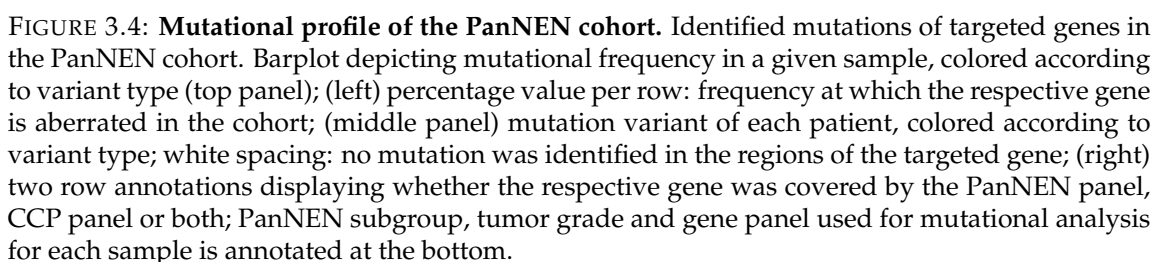 FIGURE 3.4: Mutational profile of the PanNEN cohort. Identified mutations of targeted genes in
the PanNEN cohort. Barplot depicting mutational frequency in a given sample, colored according
to variant type (top panel); (left) percentage value per row: frequency at which the respective gene
is aberrated in the cohort; (middle panel) mutation variant of each patient, colored according to
variant type; white spacing: no mutation was identified in the regions of the targeted gene; (right)
two row annotations displaying whether the respective gene was covered by the PanNEN panel,
CCP panel or both; PanNEN subgroup, tumor grade and gene panel used for mutational analysis
for each sample is annotated at the bottom.